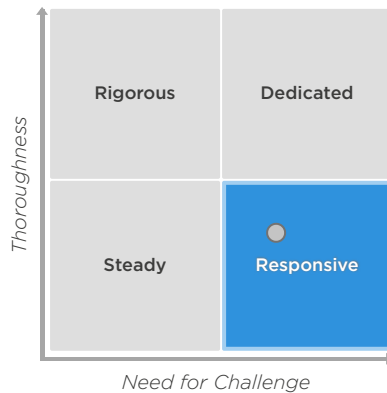 Thoroughness
Rigorous
Dedicated
Steady
Responsive
Need for Challenge